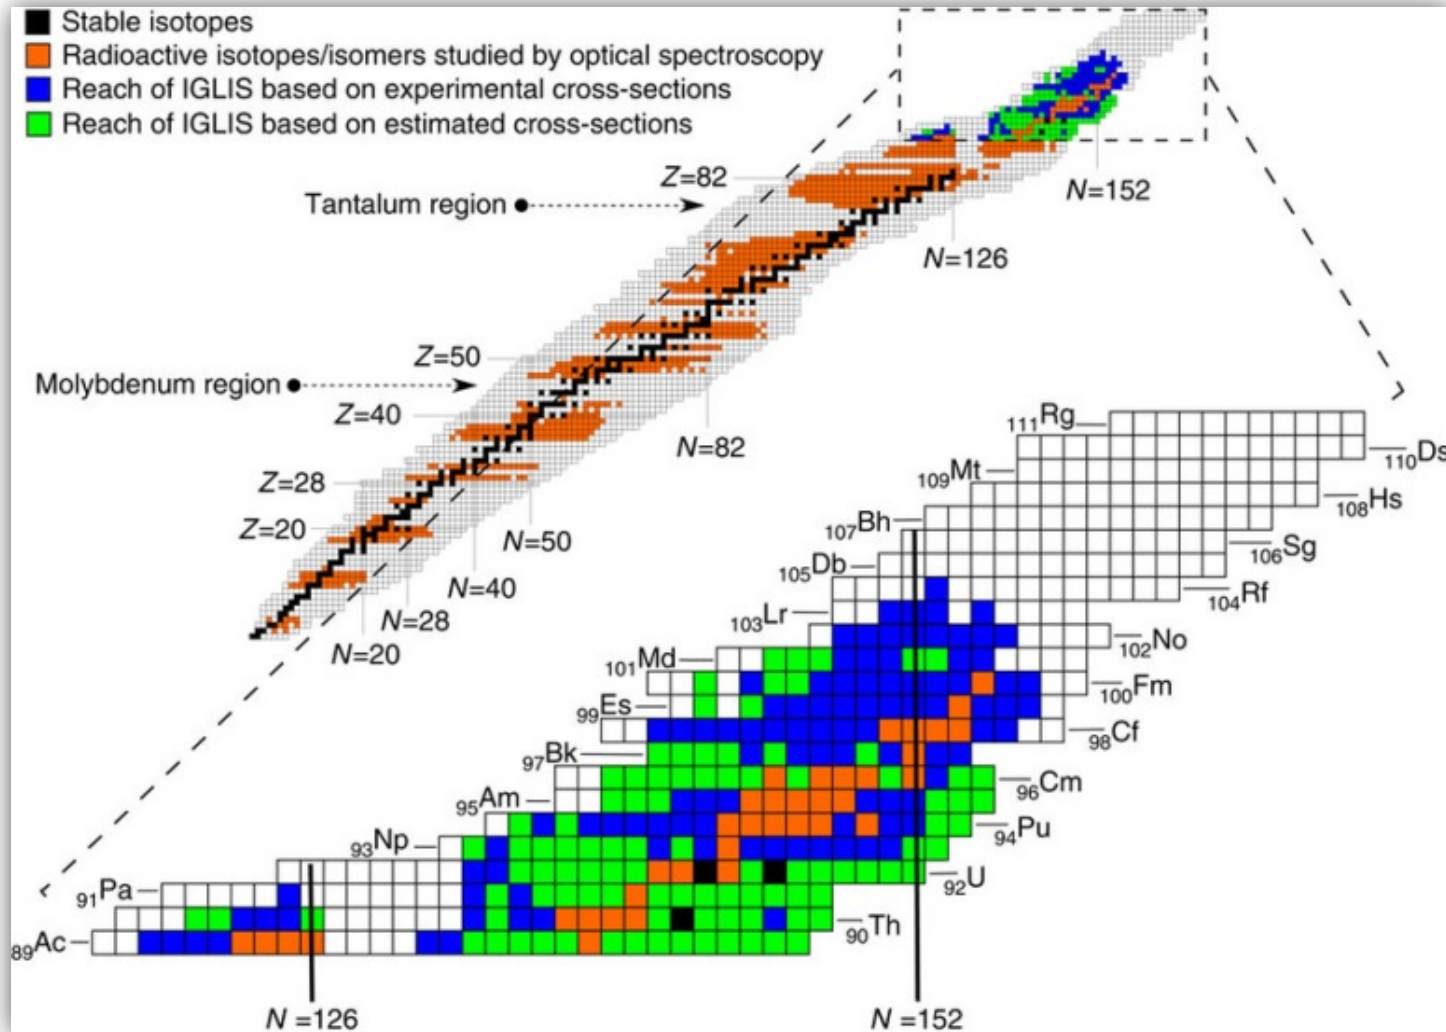 Stable isotopes
Radioactive isotopes/isomers studied by optical spectroscopy
Reach of IGLIS based on experimental cross-sections
Reach of IGLIS based on estimated cross-sections
Z=82
N=152
Tantalum region
N=126
Z=50
Molybdenum region
Z=40
N=82
Z=28
Z=20
N=50
N=40
N=28
N=20
111Rg
110Ds
109Mt
108Hs
107Bh
106Sg
105Db
104Rf
103Lr
102No
101Md
100Fm
99Es
98Cf
97Bk
96Cm
95Am
94Pu
93Np
92U
91Pa
90Th
89Ac
N=126
N=152